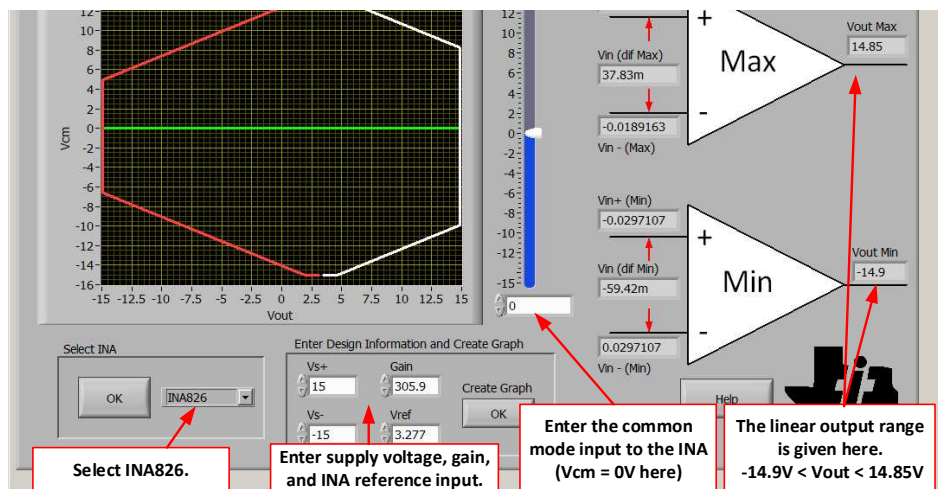 12-
10-
8-
6-
4-
2-
0-
-2-
-4-
-6-
-8-
-10-
-12-
-14-
-16-
Vcm
-15 -12.5 -10 -7.5 -5 -2.5 0 2.5 5 7.5 10 12.5 15
Vout
12-
10-
8-
6-
4-
2-
0-
-2-
-4-
-6-
-8-
-10-
-12-
-15-
0
Vin (dif Max)
37.83m
-0.0189163
Vin - (Max)
+
Max
-
Vout Max
14.85
Vin+ (Min)
-0.0297107
Vin (dif Min)
-59.42m
0.0297107
Vin - (Min)
+
Min
-
Vout Min
-14.9
Select INA
OK
INA826
Enter Design Information and Create Graph
Vs+
15
Gain
305.9
Vs-
-15
Vref
3.277
Create Graph
OK
Help
Select INA826.
Enter supply voltage, gain,
and INA reference input.
Enter the common
mode input to the INA
(Vcm = 0V here)
The linear output range
is given here.
-14.9V < Vout < 14.85V